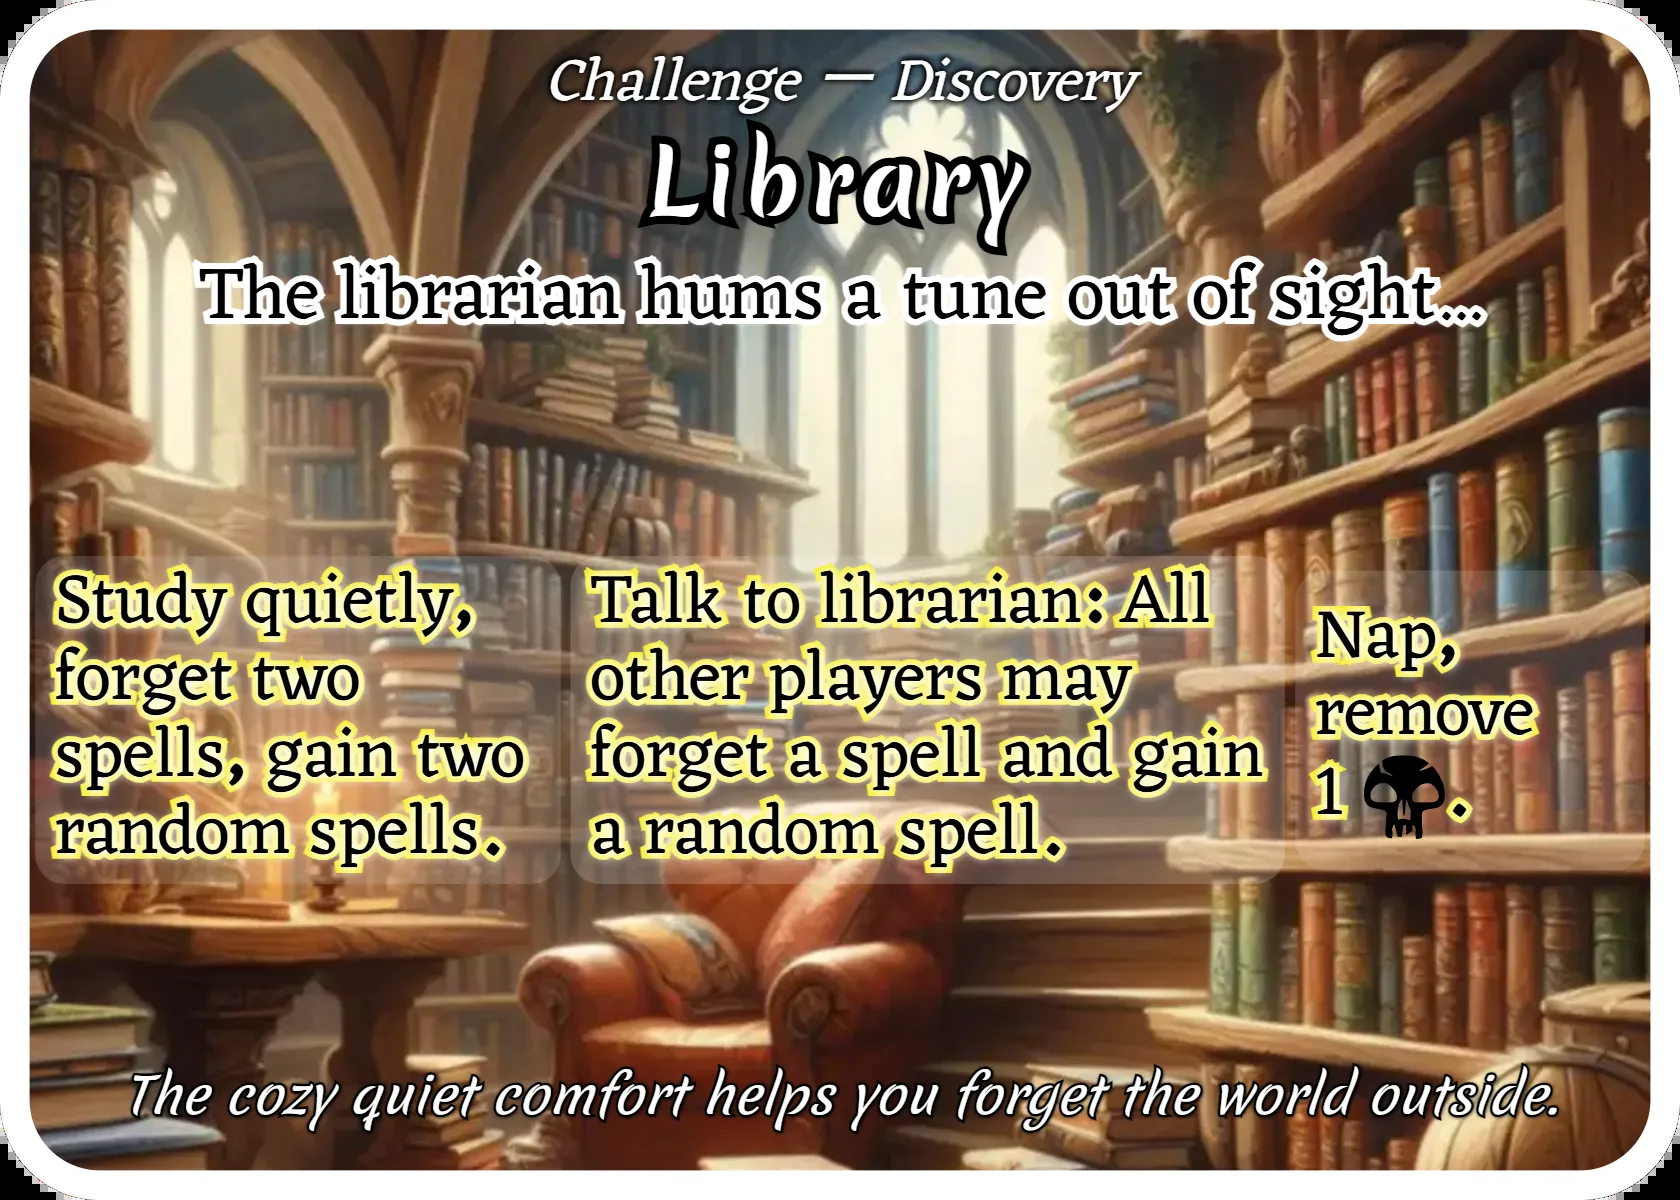 Challenge — Discovery
Library
The librarian hums a tune out of sight...
Study quietly,
forget two
spells, gain two
random spells.
Talk to librarian: All
other players may
forget a spell and gain
a random spell.
Nap,
remove
1 .
The cozy quiet comfort helps you forget the world outside.